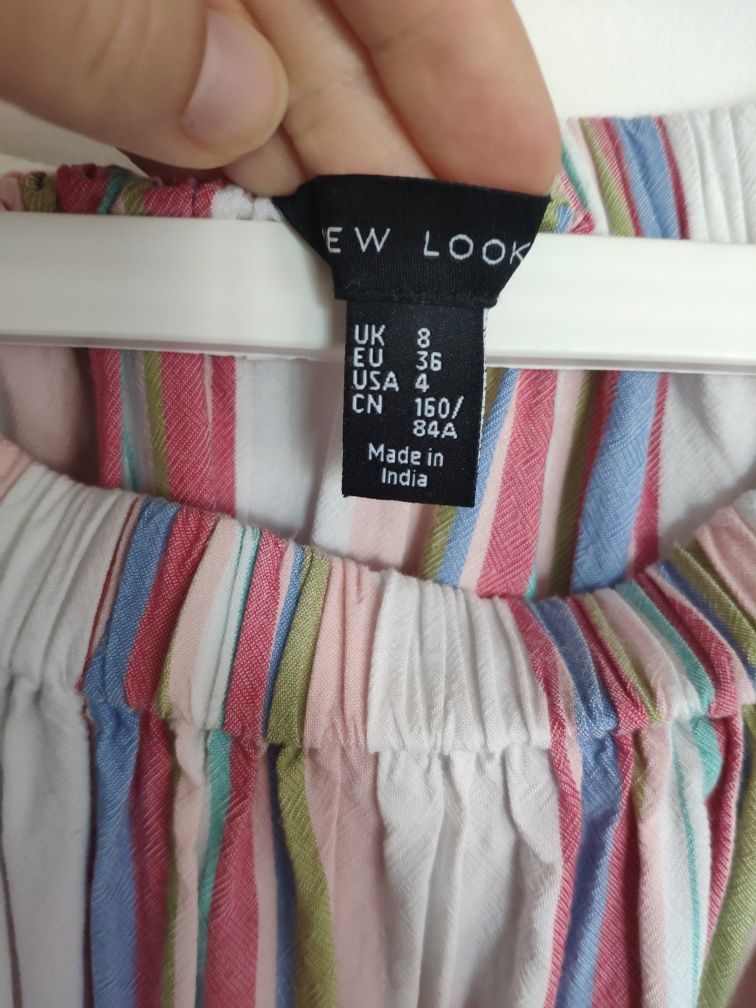 EW LOOK
UK 8
EU 36
USA 4
CN 160/
84A
Made in
India